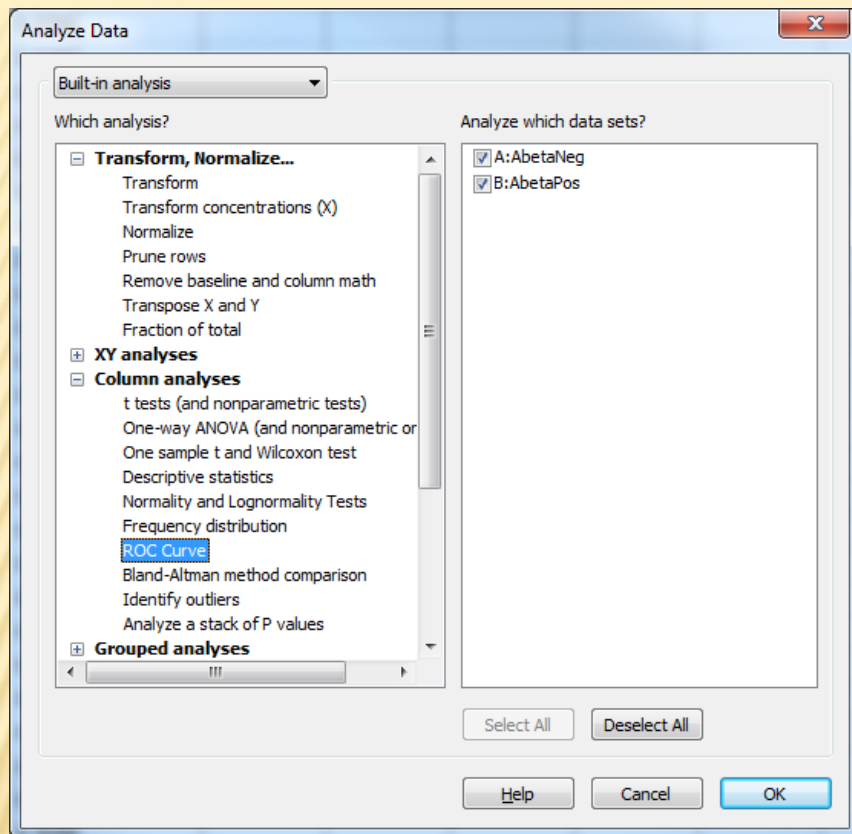 Analyze Data
Built-in analysis
Which analysis?
Transform, Normalize...
Transform
Transform concentrations (X)
Normalize
Prune rows
Remove baseline and column math
Transpose X and Y
Fraction of total
XY analyses
Column analyses
t tests (and nonparametric tests)
One-way ANOVA (and nonparametric or
One sample t and Wilcoxon test
Descriptive statistics
Normality and Lognormality Tests
Frequency distribution
ROC Curve
Bland-Altman method comparison
Identify outliers
Analyze a stack of P values
Grouped analyses
Analyze which data sets?
A:AbetaNeg
B:AbetaPos
Select All
Deselect All
Help
Cancel
OK